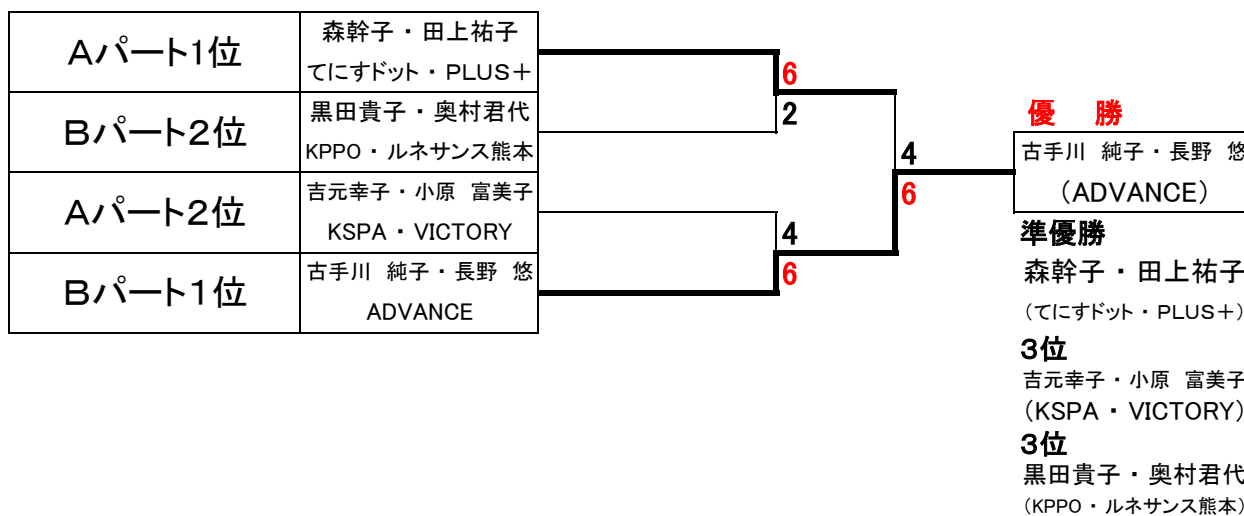 Aパート1位
森幹子・田上祐子
てにすドット・PLUS+
Bパート2位
黒田貴子・奥村君代
KPPO・ルネサンス熊本
Aパート2位
吉元幸子・小原 富美子
KSPA・VICTORY
Bパート1位
古手川 純子・長野 悠
ADVANCE
6
2
4
6
4
6
優 勝
古手川 純子・長野 悠
(ADVANCE)
準優勝
森幹子・田上祐子
(てにすドット・PLUS+)
3位
吉元幸子・小原 富美子
(KSPA・VICTORY)
3位
黒田貴子・奥村君代
(KPPO・ルネサンス熊本)